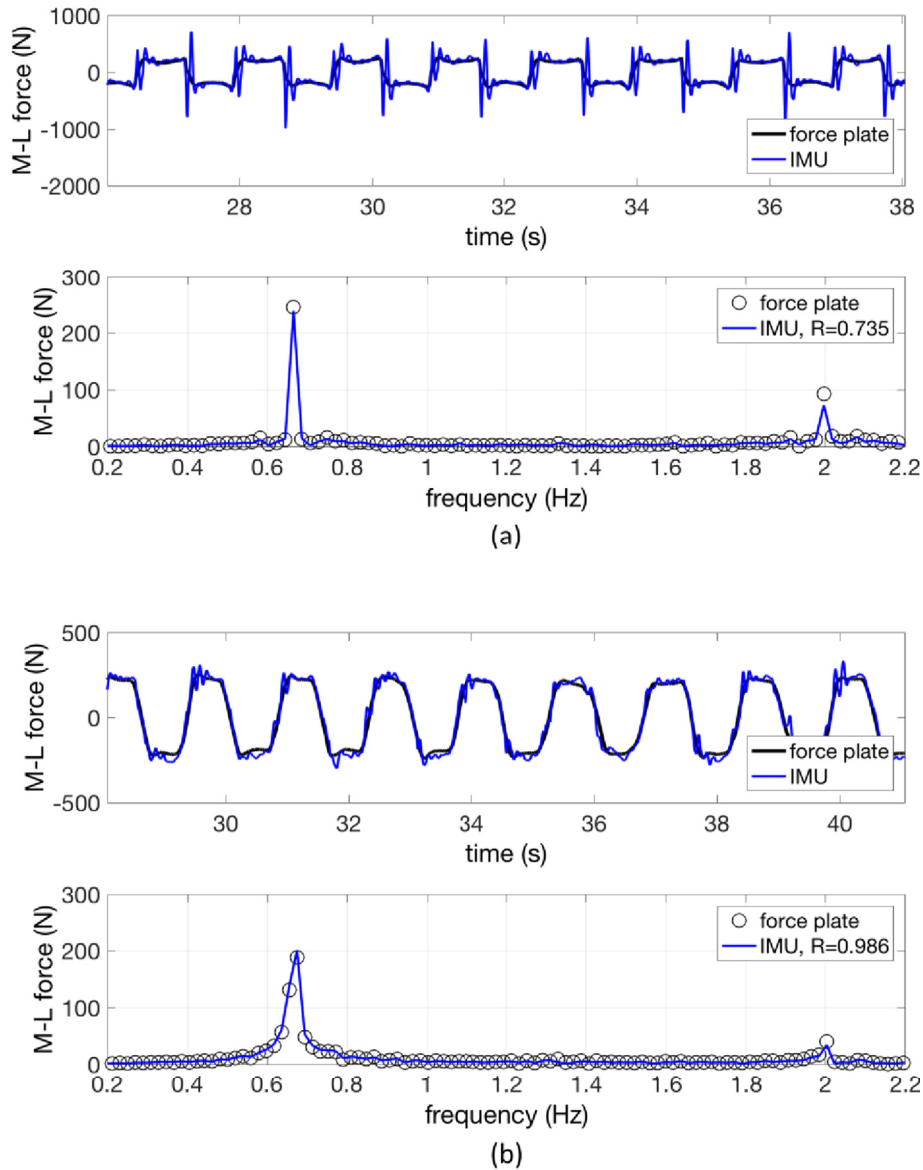 1000
0
-1000
-2000
M-L force (N)
force plate
IMU
28 30 32 34 36 38
time (s)
300
200
100
0
M-L force (N)
force plate
IMU, R=0.735
0.2 0.4 0.6 0.8 1 1.2 1.4 1.6 1.8 2 2.2
frequency (Hz)
(a)
500
0
-500
M-L force (N)
force plate
IMU
30 32 34 36 38 40
time (s)
300
200
100
0
M-L force (N)
force plate
IMU, R=0.986
0.2 0.4 0.6 0.8 1 1.2 1.4 1.6 1.8 2 2.2
frequency (Hz)
(b)